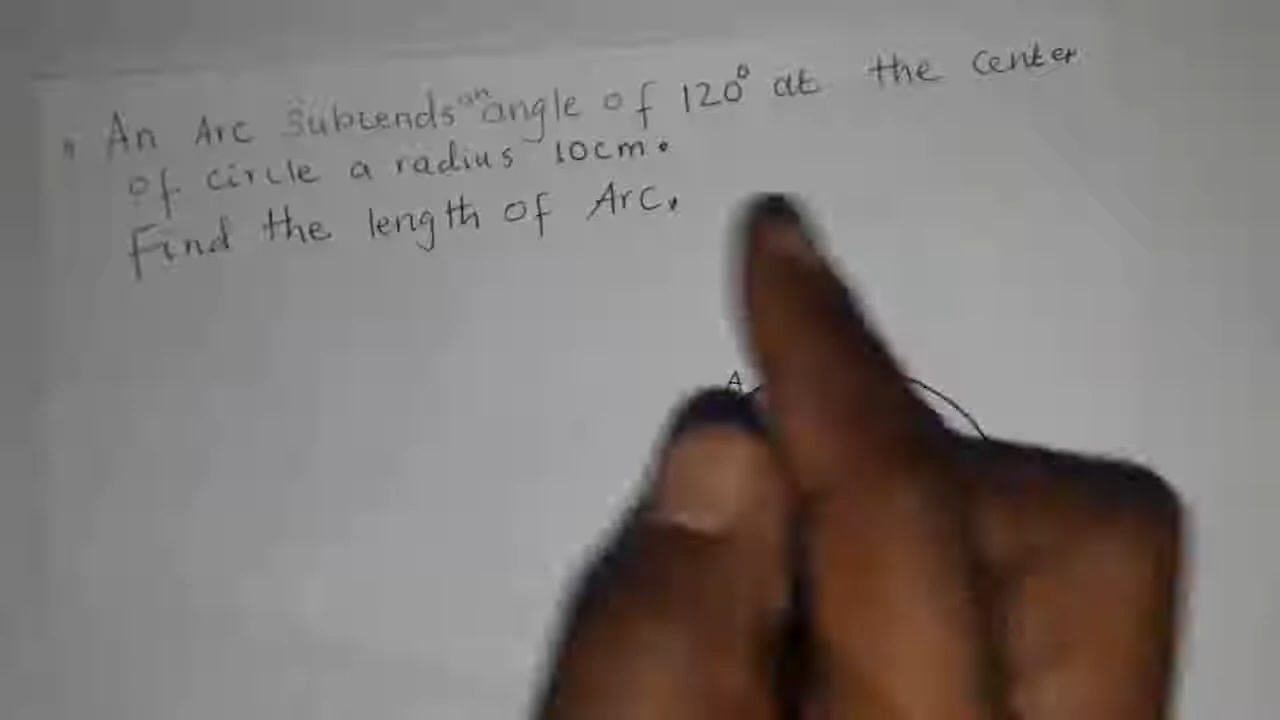 An Arc subtends an angle of 120° at the center
of circle a radius 10cm.
Find the length of Arc.
A